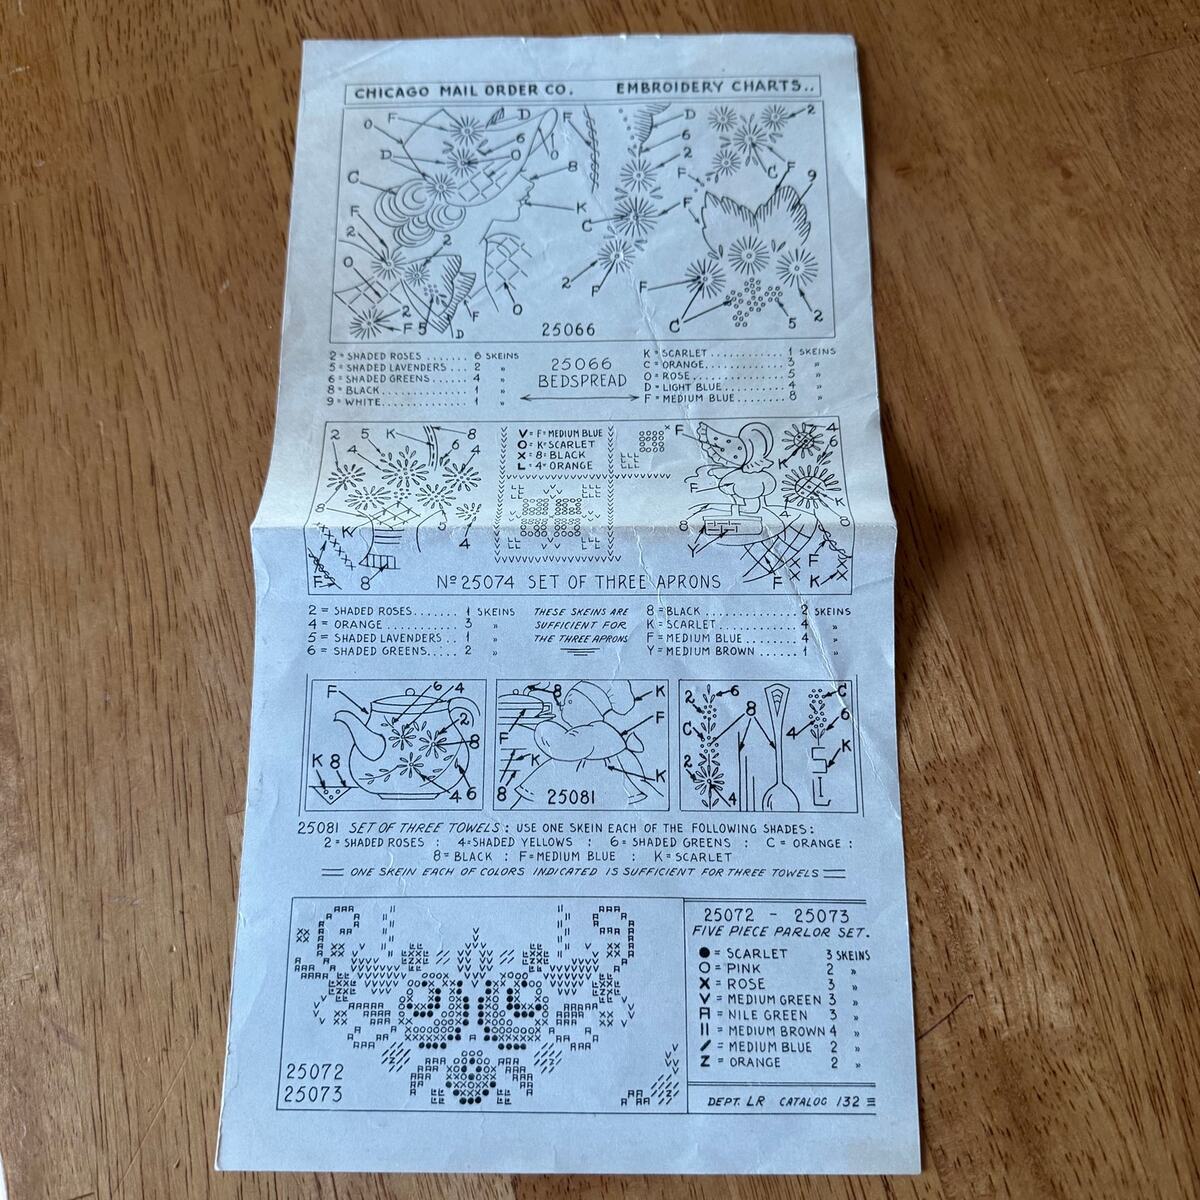 CHICAGO MAIL ORDER CO. EMBROIDERY CHARTS..
25066
2 = SHADED ROSES ...... 6 SKEINS
5 = SHADED LAVENDERS .. 2 "
6 = SHADED GREENS ..... 4 "
8 = BLACK ............. 1 "
9 = WHITE ............. 1 "
25066
BEDSPREAD
K = SCARLET ........... 1 SKEINS
C = ORANGE ............ 3 "
O = ROSE .............. 5 "
D = LIGHT BLUE ........ 4 "
F = MEDIUM BLUE ....... 8 "
V = F = MEDIUM BLUE
O = K = SCARLET
X = 8 = BLACK
L = 4 = ORANGE
Nº 25074 SET OF THREE APRONS
2 = SHADED ROSES ....... 1 SKEINS
4 = ORANGE ............. 3 "
5 = SHADED LAVENDERS ... 1 "
6 = SHADED GREENS ...... 2 "
THESE SKEINS ARE
SUFFICIENT FOR
THE THREE APRONS
8 = BLACK .............. 2 SKEINS
K = SCARLET ............ 4 "
F = MEDIUM BLUE ........ 4 "
Y = MEDIUM BROWN ...... 1 "
25081
25081 SET OF THREE TOWELS : USE ONE SKEIN EACH OF THE FOLLOWING SHADES :
2 = SHADED ROSES : 4 = SHADED YELLOWS : 6 = SHADED GREENS : C = ORANGE :
8 = BLACK : F = MEDIUM BLUE : K = SCARLET
ONE SKEIN EACH OF COLORS INDICATED IS SUFFICIENT FOR THREE TOWELS
25072
25073
25072 - 25073
FIVE PIECE PARLOR SET.
● = SCARLET 3 SKEINS
O = PINK 2 "
X = ROSE 3 "
V = MEDIUM GREEN 3 "
A = NILE GREEN 3 "
II = MEDIUM BROWN 4 "
/ = MEDIUM BLUE 2 "
Z = ORANGE 2 "
DEPT. LR CATALOG 132